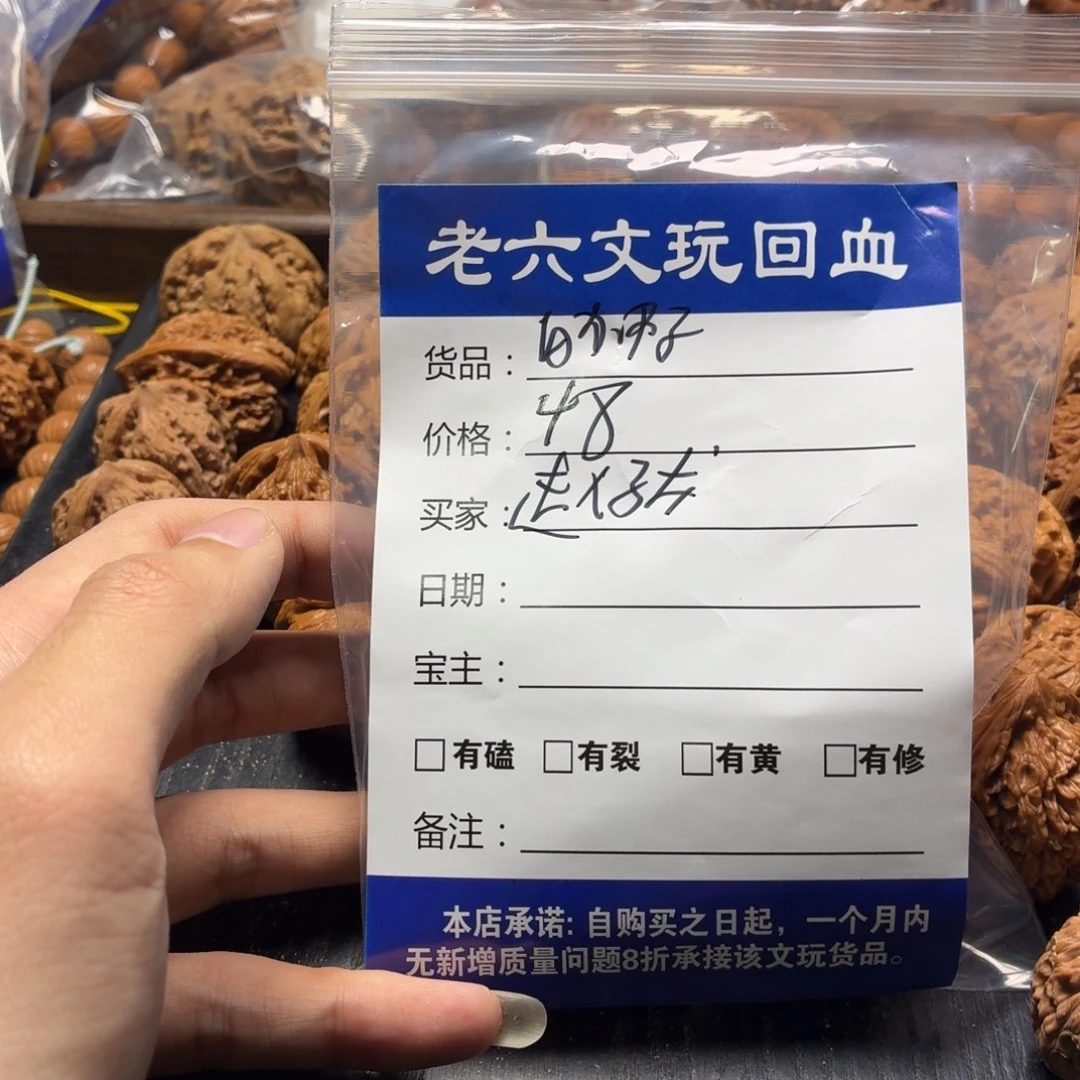 老六文玩回血
货品：
价格：48
买家：
日期：
宝主：
□有磕 □有裂 □有黄 □有修
备注：
本店承诺：自购买之日起，一个月内
无新增质量问题8折承接该文玩货品。